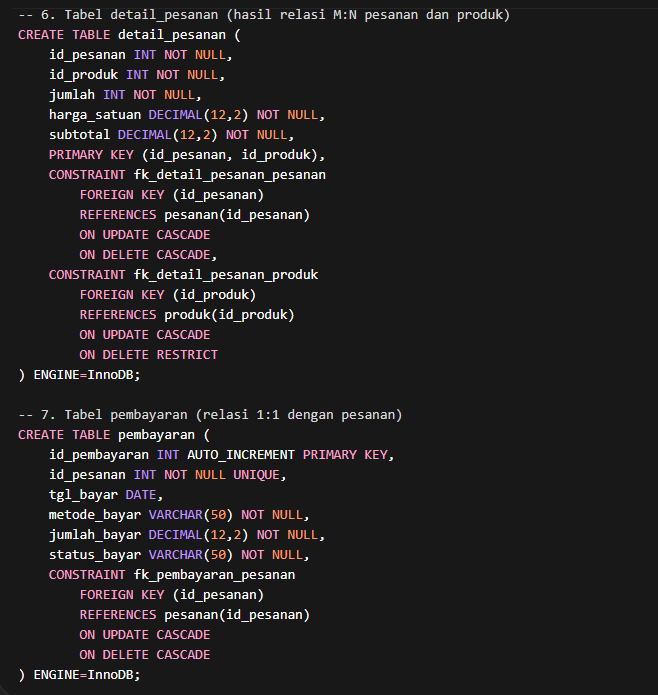 -- 6. Tabel detail_pesanan (hasil relasi M:N pesanan dan produk)
CREATE TABLE detail_pesanan (
    id_pesanan INT NOT NULL,
    id_produk INT NOT NULL,
    jumlah INT NOT NULL,
    harga_satuan DECIMAL(12,2) NOT NULL,
    subtotal DECIMAL(12,2) NOT NULL,
    PRIMARY KEY (id_pesanan, id_produk),
    CONSTRAINT fk_detail_pesanan_pesanan
        FOREIGN KEY (id_pesanan)
        REFERENCES pesanan(id_pesanan)
        ON UPDATE CASCADE
        ON DELETE CASCADE,
    CONSTRAINT fk_detail_pesanan_produk
        FOREIGN KEY (id_produk)
        REFERENCES produk(id_produk)
        ON UPDATE CASCADE
        ON DELETE RESTRICT
) ENGINE=InnoDB;

-- 7. Tabel pembayaran (relasi 1:1 dengan pesanan)
CREATE TABLE pembayaran (
    id_pembayaran INT AUTO_INCREMENT PRIMARY KEY,
    id_pesanan INT NOT NULL UNIQUE,
    tgl_bayar DATE,
    metode_bayar VARCHAR(50) NOT NULL,
    jumlah_bayar DECIMAL(12,2) NOT NULL,
    status_bayar VARCHAR(50) NOT NULL,
    CONSTRAINT fk_pembayaran_pesanan
        FOREIGN KEY (id_pesanan)
        REFERENCES pesanan(id_pesanan)
        ON UPDATE CASCADE
        ON DELETE CASCADE
) ENGINE=InnoDB;